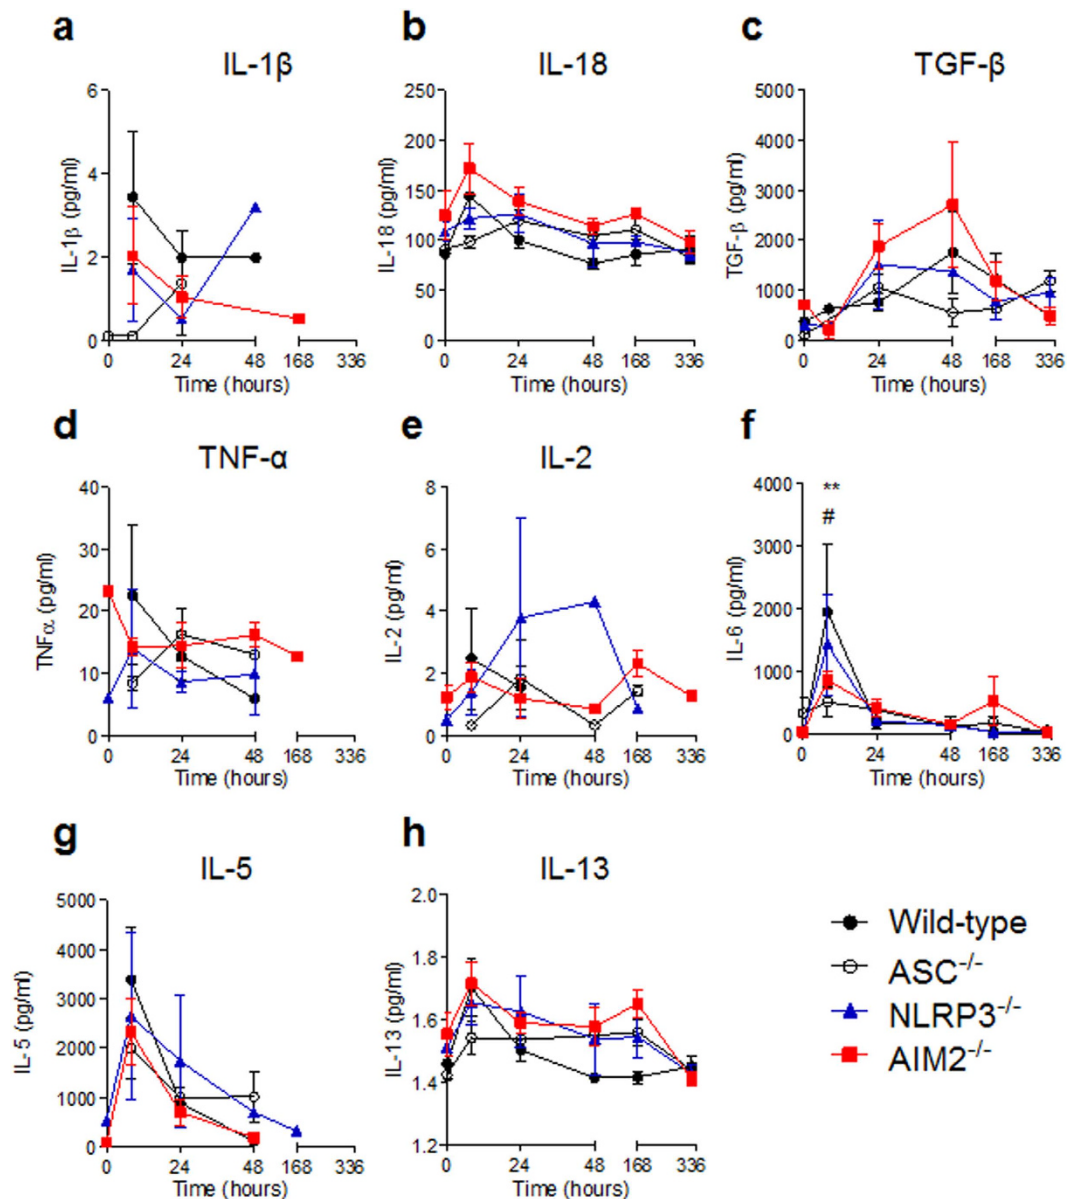 a
IL-1β
IL-1β (pg/ml)
6
4
2
0
0 24 48 168 336
Time (hours)
b
IL-18
IL-18 (pg/ml)
250
200
150
100
50
0
0 24 48 168 336
Time (hours)
c
TGF-β
TGF-β (pg/ml)
5000
4000
3000
2000
1000
0
0 24 48 168 336
Time (hours)
d
TNF-α
TNFα (pg/ml)
40
30
20
10
0
0 24 48 168 336
Time (hours)
e
IL-2
IL-2 (pg/ml)
8
6
4
2
0
0 24 48 168 336
Time (hours)
f
IL-6 (pg/ml)
4000
3000
2000
1000
0
**
#
0 24 48 168 336
Time (hours)
g
IL-5
IL-5 (pg/ml)
5000
4000
3000
2000
1000
0
0 24 48 168 336
Time (hours)
h
IL-13
IL-13 (pg/ml)
2.0
1.8
1.6
1.4
1.2
0 24 48 168 336
Time (hours)
Wild-type
ASC-/-
NLRP3-/-
AIM2-/-